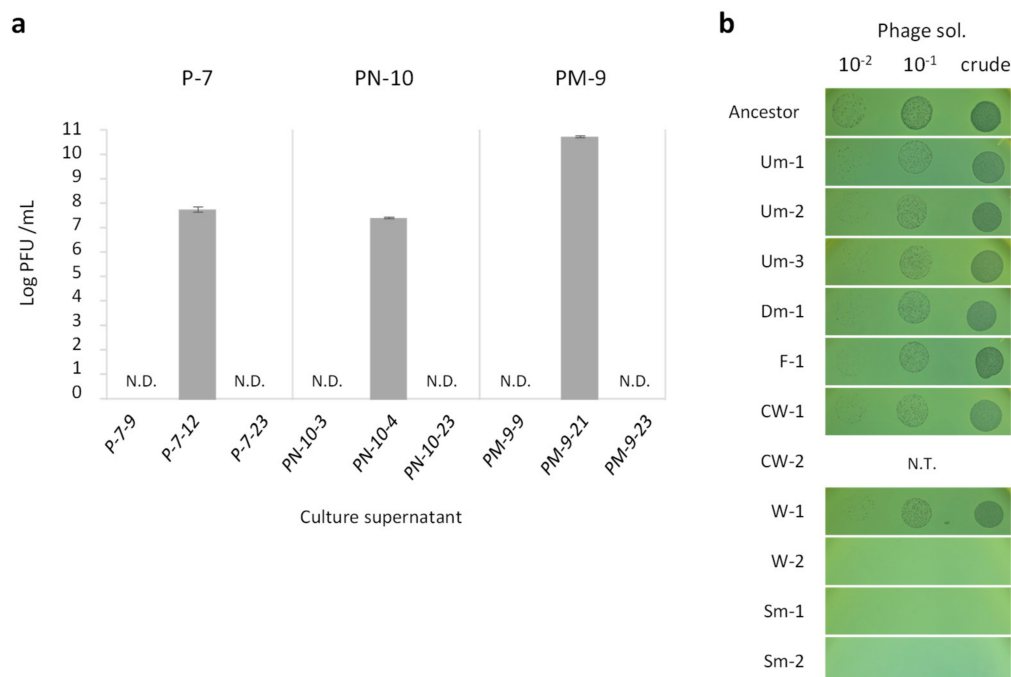 a
P-7 PN-10 PM-9
Log PFU /mL
11
10
8
7
6
5
4
3
2
1
0
N.D. N.D. N.D. N.D. N.D. N.D.
P-7-9 P-7-12 P-7-23 PN-10-3 PN-10-4 PN-10-23 PM-9-9 PM-9-21 PM-9-23
Culture supernatant
b
Phage sol.
10⁻² 10⁻¹ crude
Ancestor
Um-1
Um-2
Um-3
Dm-1
F-1
CW-1
CW-2 N.T.
W-1
W-2
Sm-1
Sm-2